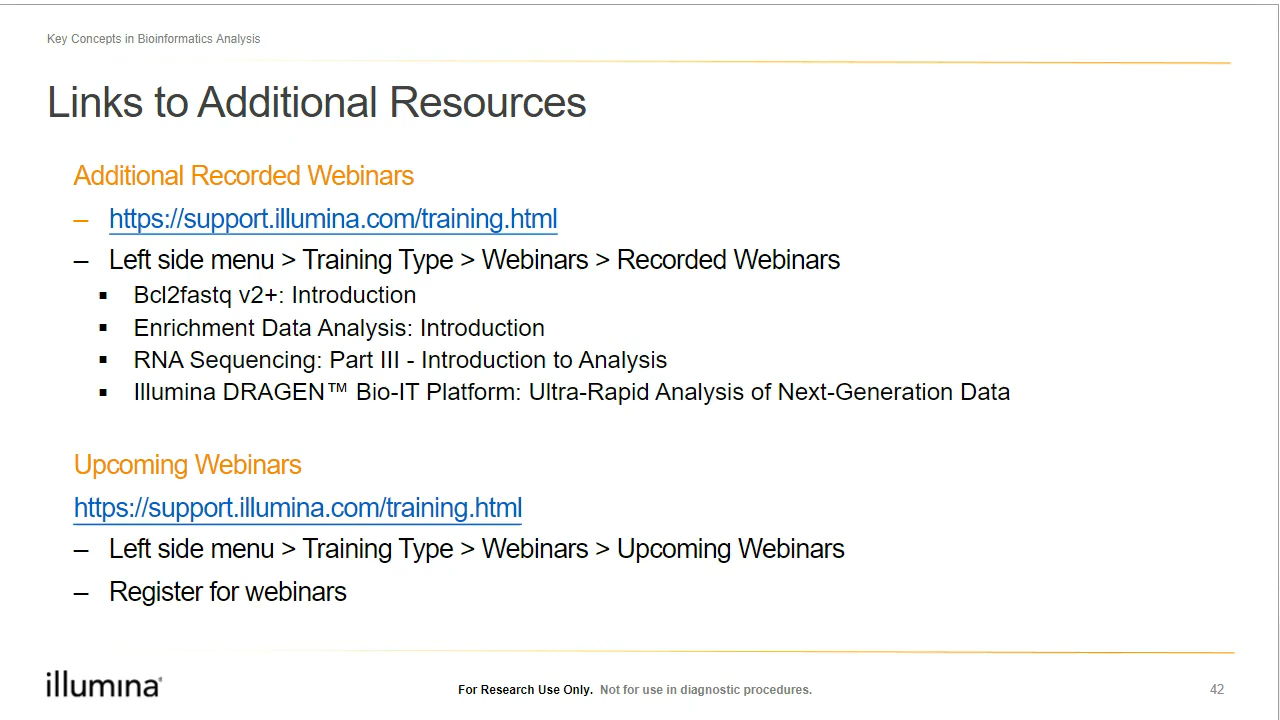 Key Concepts in Bioinformatics Analysis
Links to Additional Resources
Additional Recorded Webinars
– https://support.illumina.com/training.html
– Left side menu > Training Type > Webinars > Recorded Webinars
▪ Bcl2fastq v2+: Introduction
▪ Enrichment Data Analysis: Introduction
▪ RNA Sequencing: Part III - Introduction to Analysis
▪ Illumina DRAGEN™ Bio-IT Platform: Ultra-Rapid Analysis of Next-Generation Data
Upcoming Webinars
https://support.illumina.com/training.html
– Left side menu > Training Type > Webinars > Upcoming Webinars
– Register for webinars
illumina®
For Research Use Only. Not for use in diagnostic procedures.
42